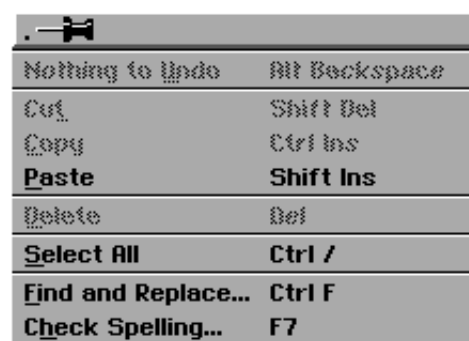 Nothing to Undo Alt Backspace
Cut Shift Del
Copy Ctrl Ins
Paste Shift Ins
Delete Del
Select All Ctrl /
Find and Replace... Ctrl F
Check Spelling... F7